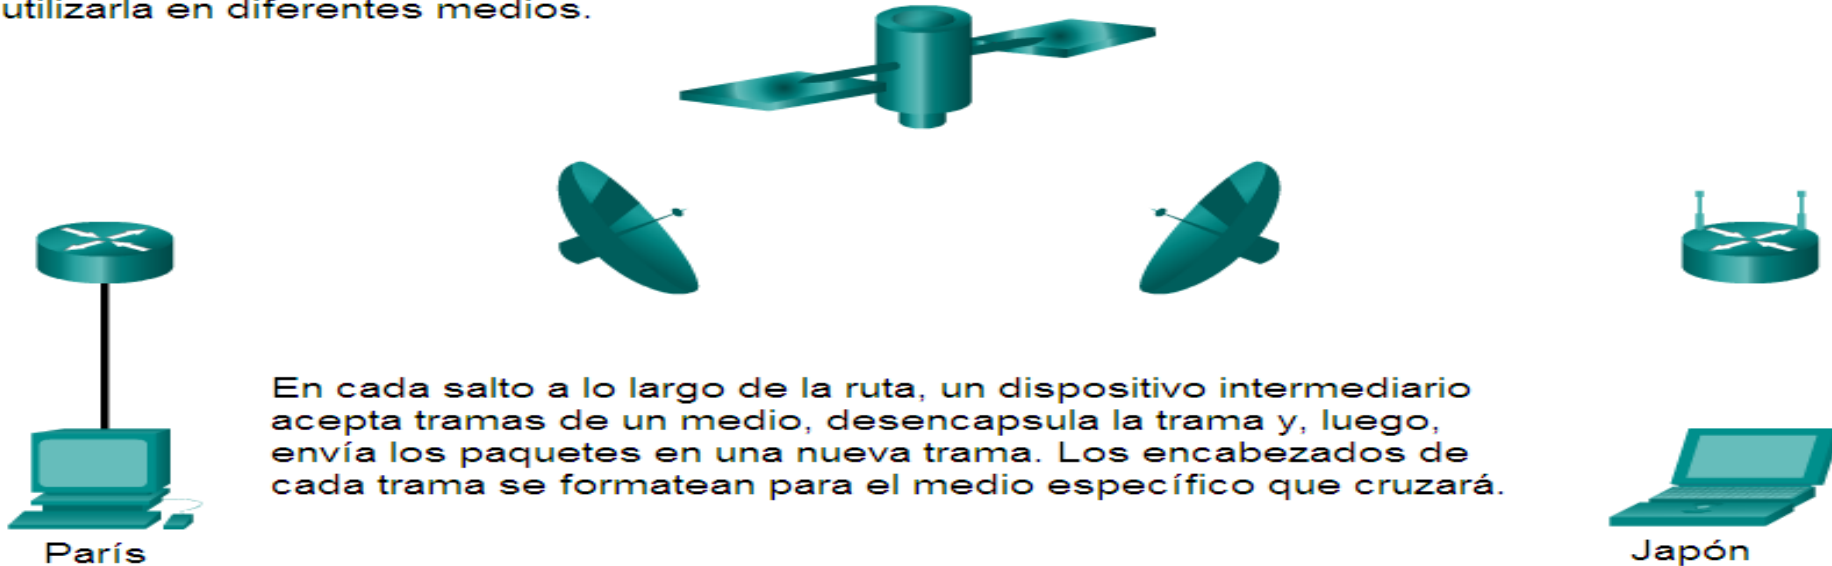 utilizarla en diferentes medios.
En cada salto a lo largo de la ruta, un dispositivo intermediario
acepta tramas de un medio, desencapsula la trama y, luego,
envía los paquetes en una nueva trama. Los encabezados de
cada trama se formatean para el medio específico que cruzará.
París
Japón